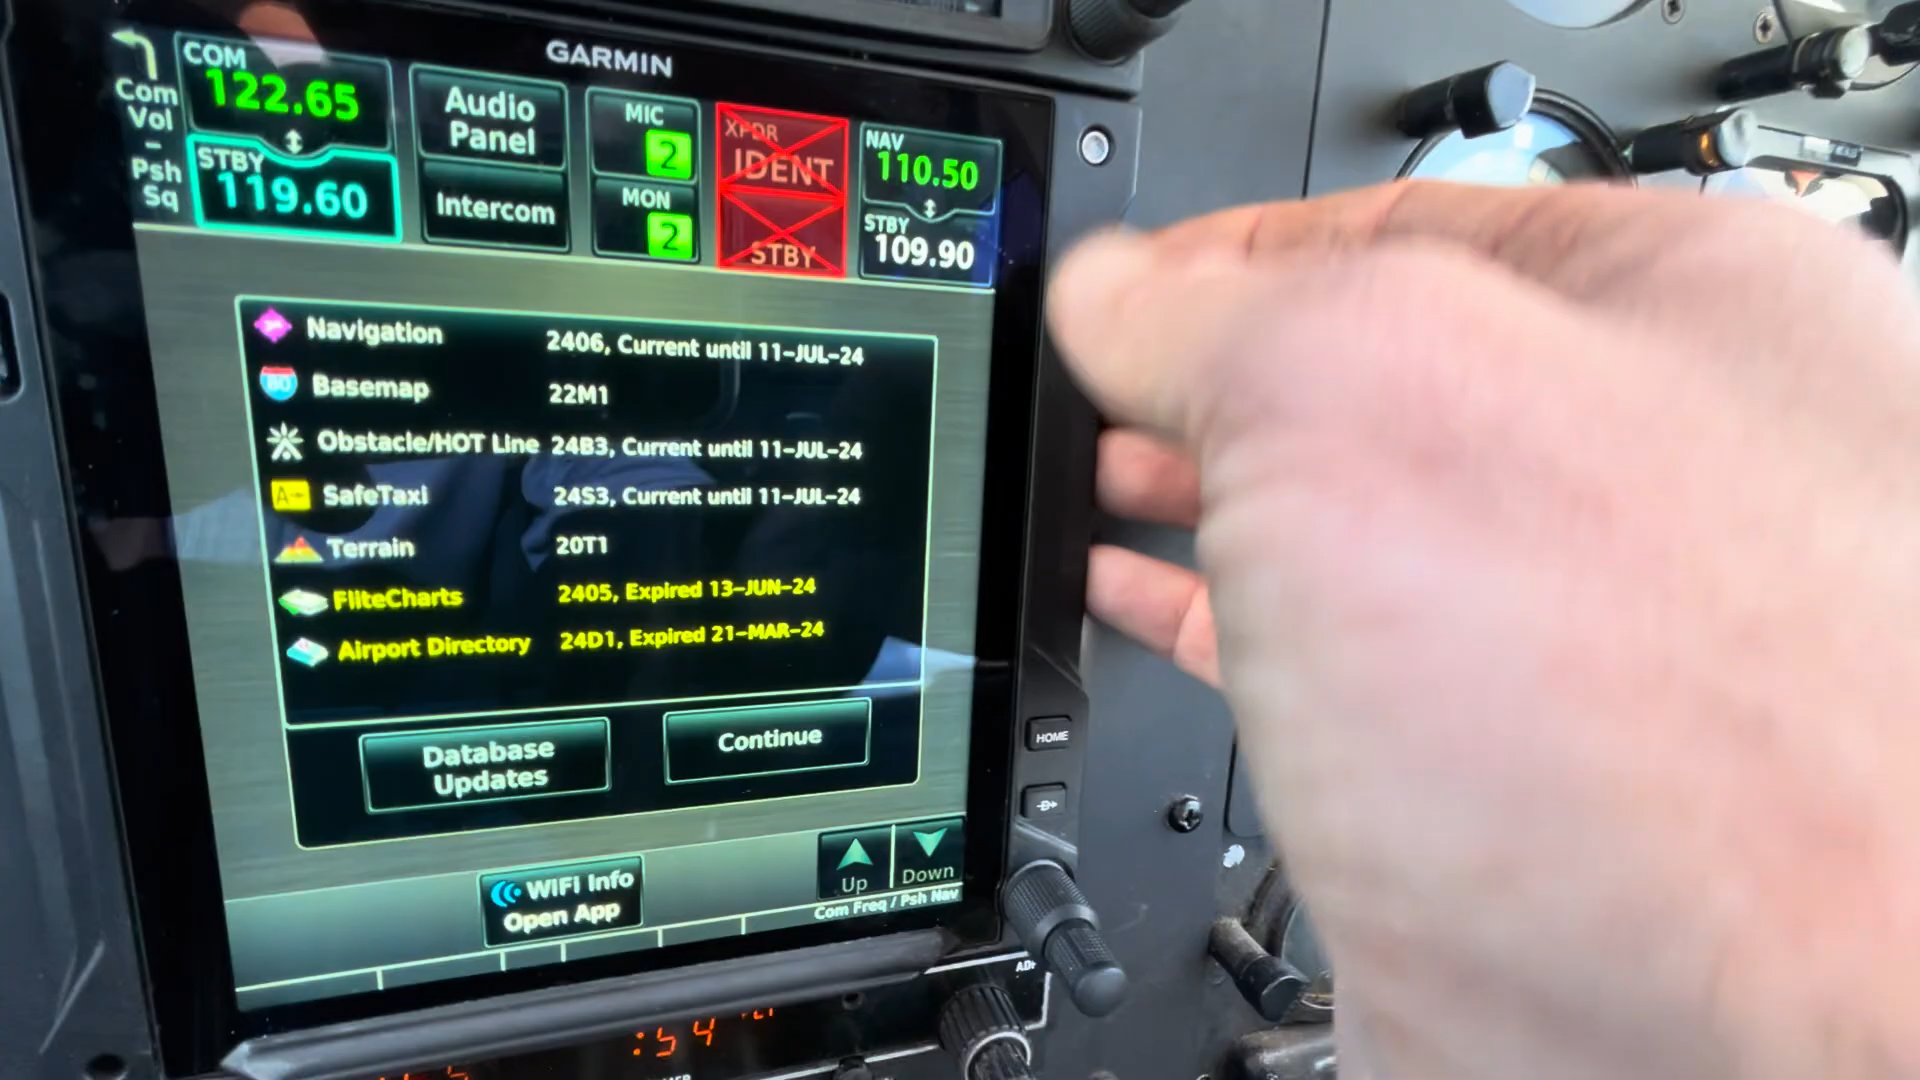 GARMIN
Com
Vol
-
Psh
Sq
COM
122.65
STBY
119.60
Audio
Panel
Intercom
MIC
2
MON
2
XPDR
IDENT
STBY
NAV
110.50
STBY
109.90
Navigation 2406, Current until 11-JUL-24
Basemap 22M1
Obstacle/HOT Line 24B3, Current until 11-JUL-24
SafeTaxi 24S3, Current until 11-JUL-24
Terrain 20T1
FliteCharts 2405, Expired 13-JUN-24
Airport Directory 24D1, Expired 21-MAR-24
Database
Updates
Continue
WiFi Info
Open App
Up
Down
Com Freq / Psh Nav
HOME
:54